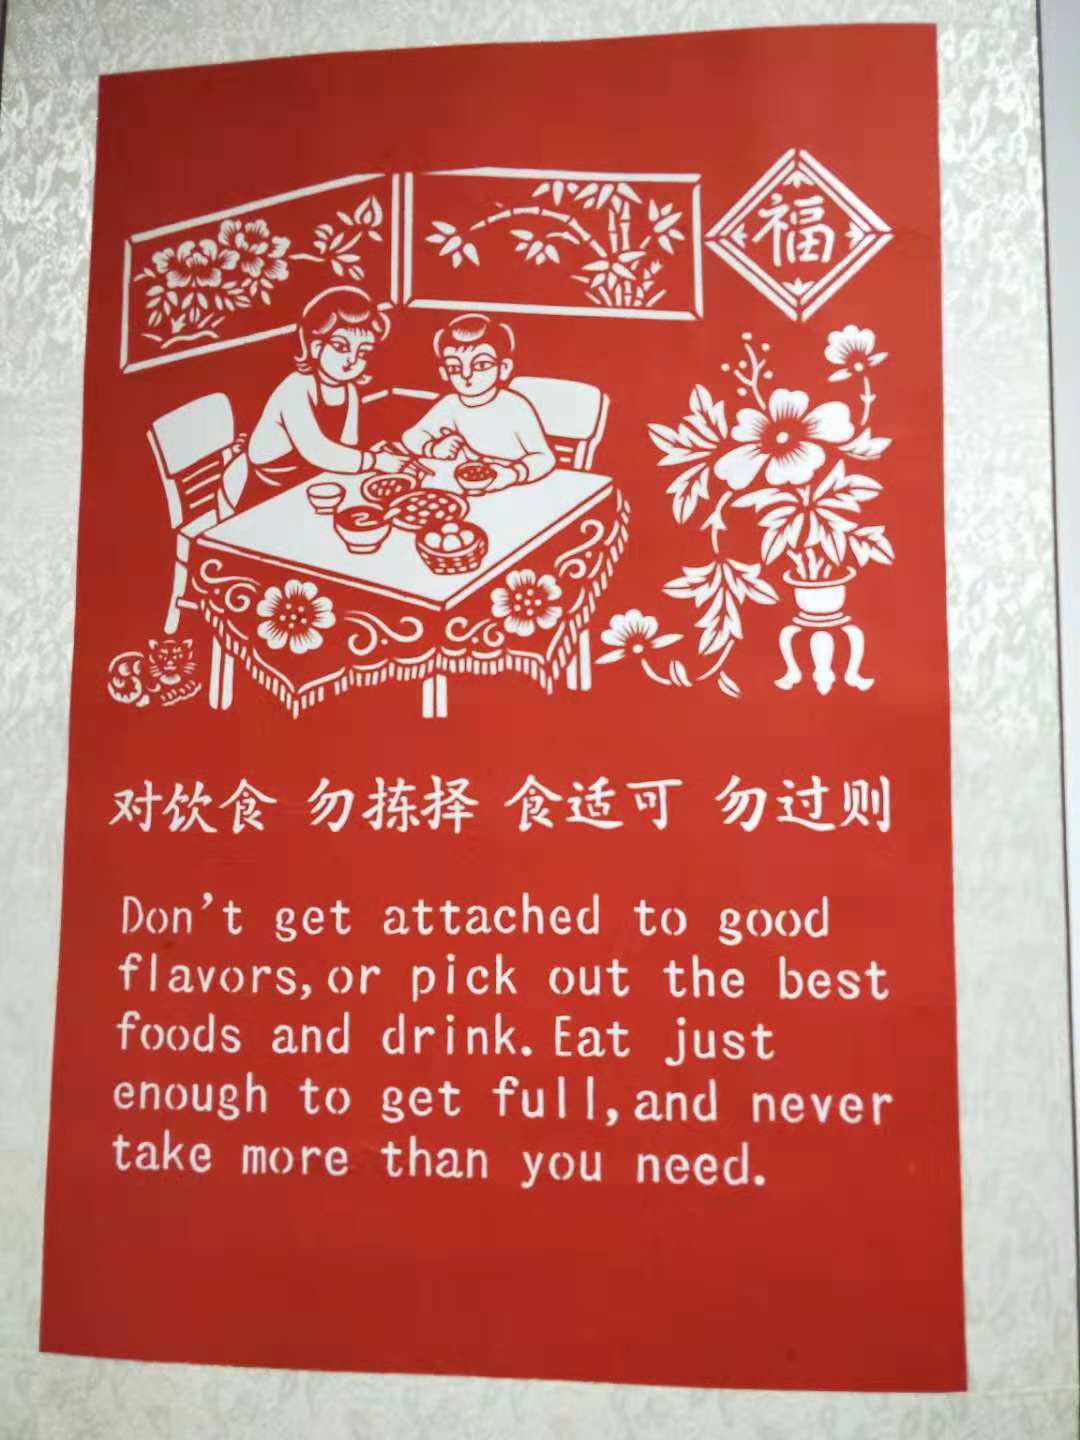 福
对饮食 勿拣择 食适可 勿过则
Don't get attached to good
flavors,or pick out the best
foods and drink.Eat just
enough to get full,and never
take more than you need.